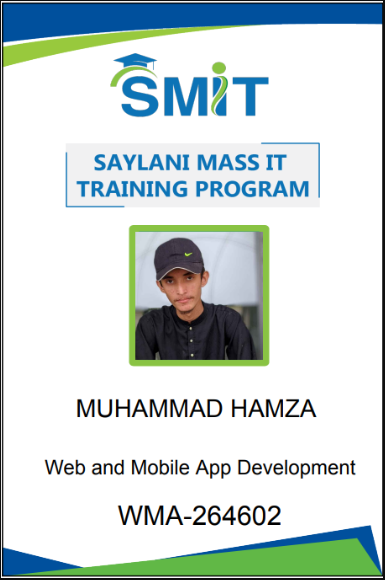 SMIT
SAYLANI MASS IT
TRAINING PROGRAM
MUHAMMAD HAMZA
Web and Mobile App Development
WMA-264602